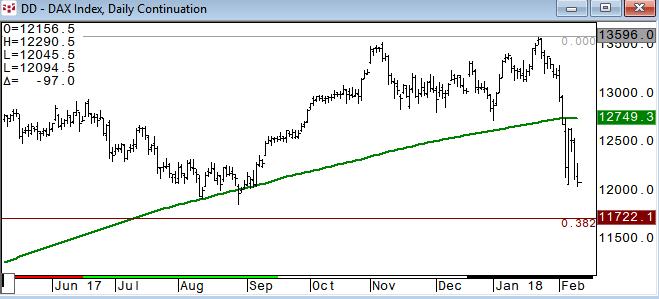 DD - DAX Index, Daily Continuation
O=12156.5
H=12290.5
L=12045.5
L=12094.5
Δ= -97.0
13596.0
0.000
13500.0
13000.0
12749.3
12500.0
12000.0
11722.1
0.382
11500.0
Jun 17 Jul Aug Sep Oct Nov Dec Jan 18 Feb